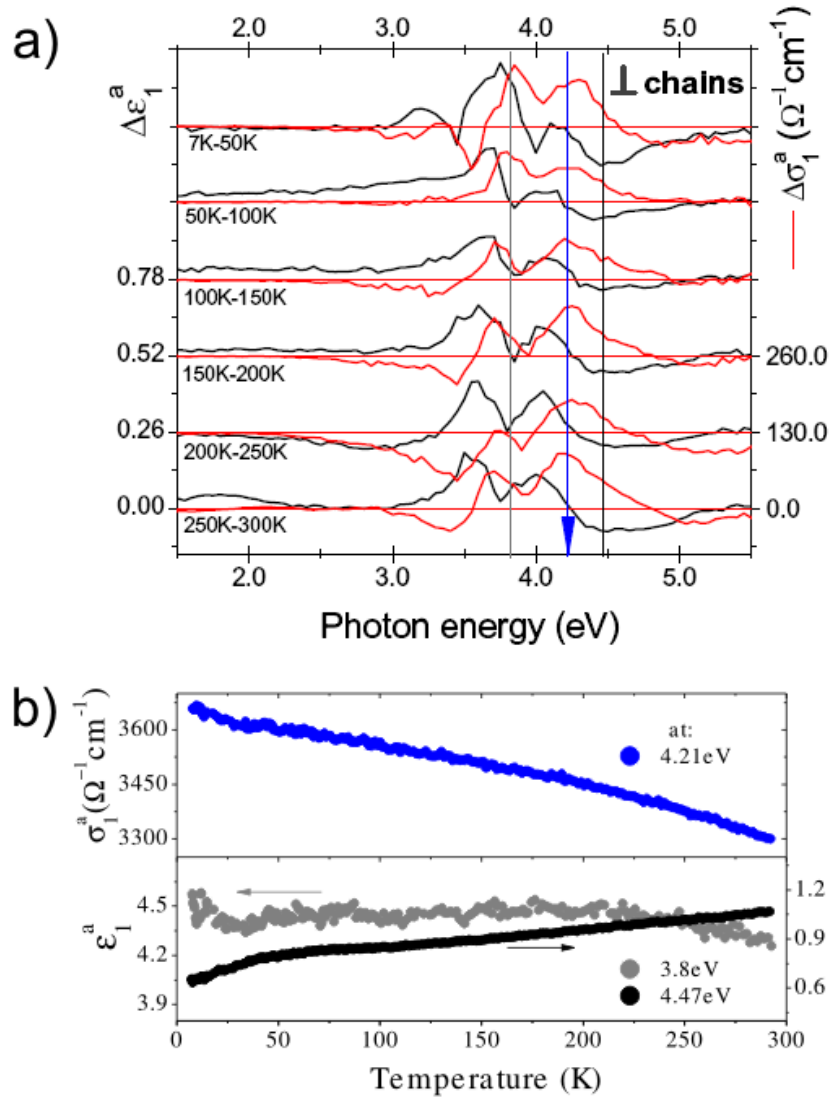 a)
2.0 3.0 4.0 5.0
Δε₁ᵃ
⊥ chains
Δσ₁ᵃ (Ω⁻¹cm⁻¹)
7K-50K
50K-100K
0.78
100K-150K
0.52
260.0
150K-200K
0.26
130.0
200K-250K
0.00
0.0
250K-300K
2.0 3.0 4.0 5.0
Photon energy (eV)
b)
σ₁ᵃ(Ω⁻¹cm⁻¹)
3600
3450
3300
at:
4.21eV
ε₁ᵃ
4.5
4.2
3.9
1.2
0.9
0.6
3.8eV
4.47eV
0 50 100 150 200 250 300
Temperature (K)